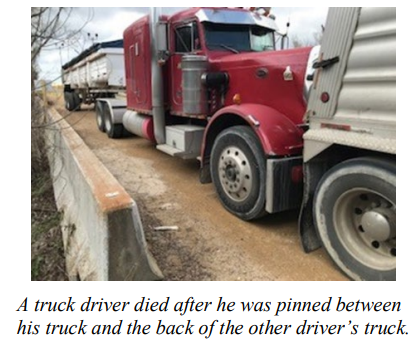 A truck driver died after he was pinned between
his truck and the back of the other driver's truck.